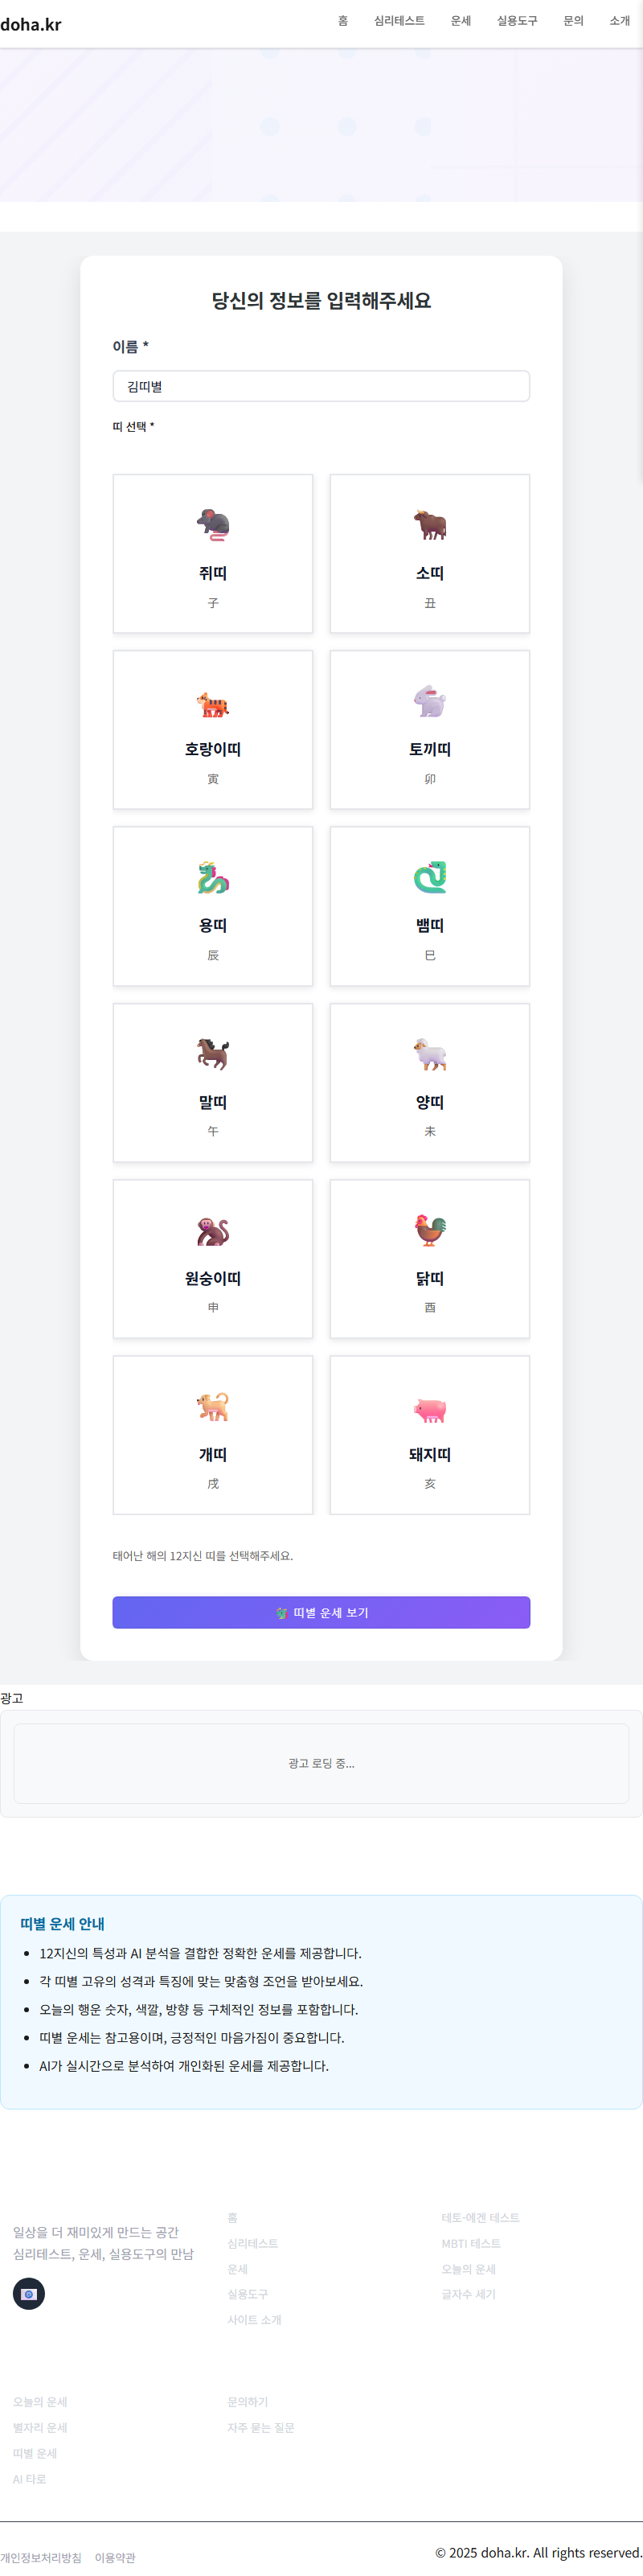 doha.kr
홈 심리테스트 운세 실용도구 문의 소개
당신의 정보를 입력해주세요
이름 *
김띠별
띠 선택 *
쥐띠
子
소띠
丑
호랑이띠
寅
토끼띠
卯
용띠
辰
뱀띠
巳
말띠
午
양띠
未
원숭이띠
申
닭띠
酉
개띠
戌
돼지띠
亥
태어난 해의 12지신 띠를 선택해주세요.
띠별 운세 보기
광고
광고 로딩 중...
띠별 운세 안내
12지신의 특성과 AI 분석을 결합한 정확한 운세를 제공합니다.
각 띠별 고유의 성격과 특징에 맞는 맞춤형 조언을 받아보세요.
오늘의 행운 숫자, 색깔, 방향 등 구체적인 정보를 포함합니다.
띠별 운세는 참고용이며, 긍정적인 마음가짐이 중요합니다.
AI가 실시간으로 분석하여 개인화된 운세를 제공합니다.
일상을 더 재미있게 만드는 공간
심리테스트, 운세, 실용도구의 만남
홈
심리테스트
운세
실용도구
사이트 소개
테토-에겐 테스트
MBTI 테스트
오늘의 운세
글자수 세기
오늘의 운세
별자리 운세
띠별 운세
AI 타로
문의하기
자주 묻는 질문
개인정보처리방침 이용약관
© 2025 doha.kr. All rights reserved.